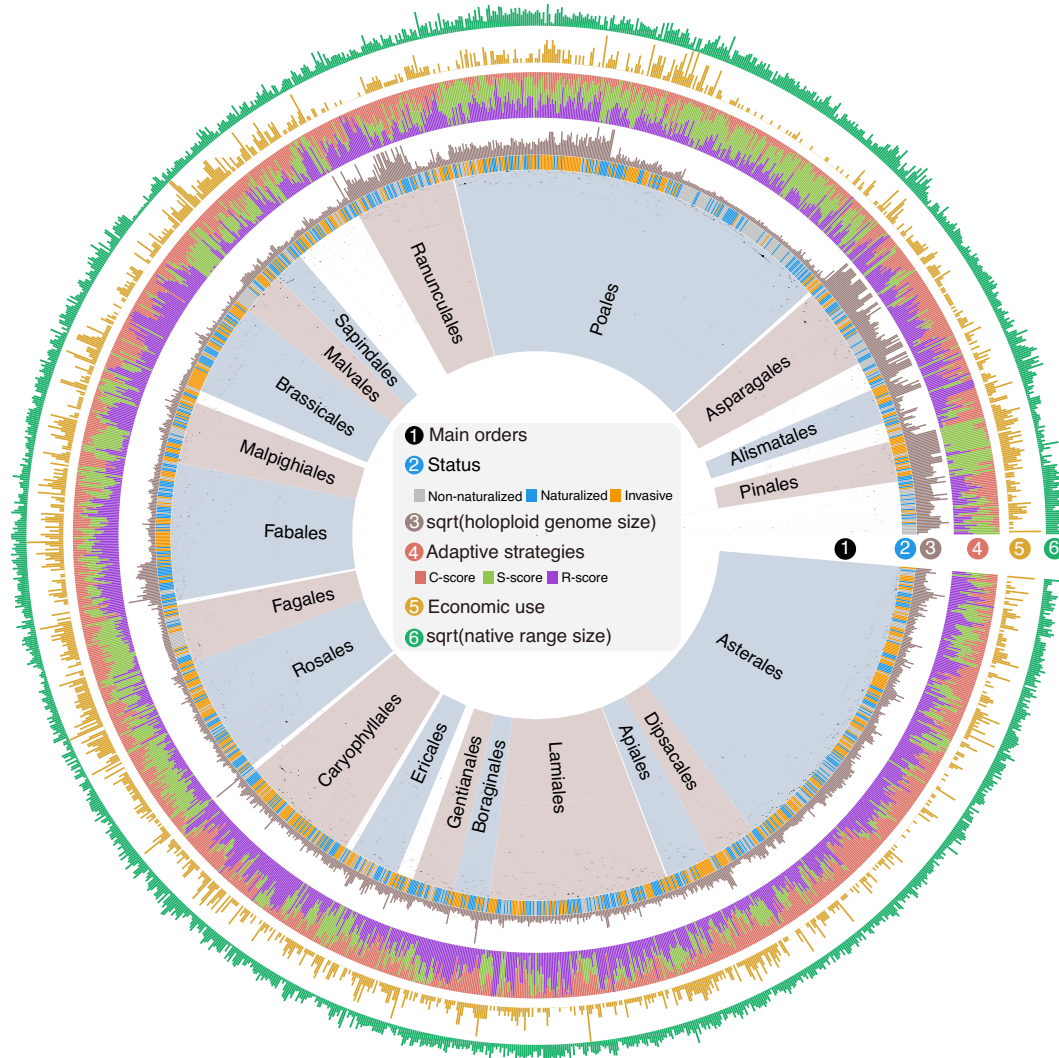 Ranunculales
Poales
Asparagales
Alismatales
Pinales
Sapindales
Malvales
Brassicales
Malpighiales
Fabales
Fagales
Rosales
Caryophyllales
Ericales
Gentianales
Boraginales
Lamiales
Apiales
Dipsacales
Asterales
1 Main orders
2 Status
Non-naturalized Naturalized Invasive
3 sqrt(holoploid genome size)
4 Adaptive strategies
C-score S-score R-score
5 Economic use
6 sqrt(native range size)
1 2 3 4 5 6